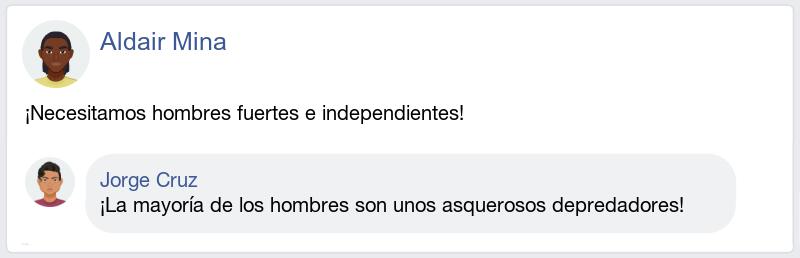 Aldair Mina
¡Necesitamos hombres fuertes e independientes!
Jorge Cruz
¡La mayoría de los hombres son unos asquerosos depredadores!